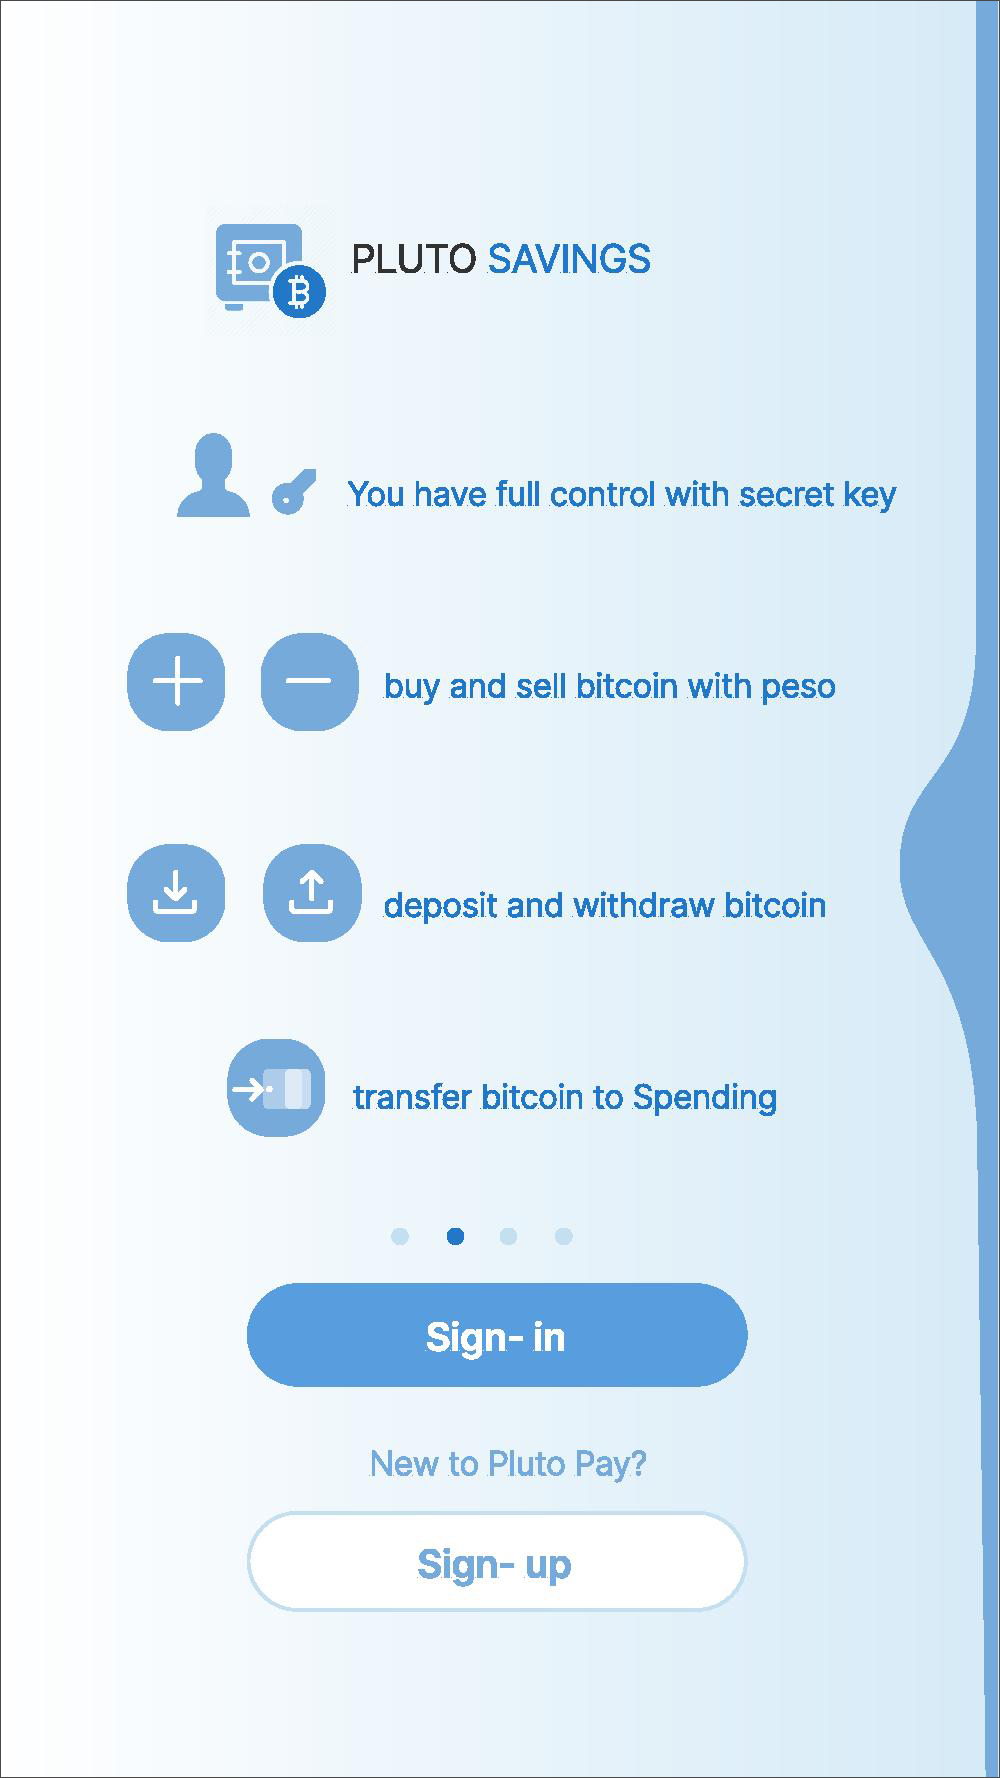 PLUTO SAVINGS
You have full control with secret key
buy and sell bitcoin with peso
deposit and withdraw bitcoin
transfer bitcoin to Spending
Sign- in
New to Pluto Pay?
Sign- up